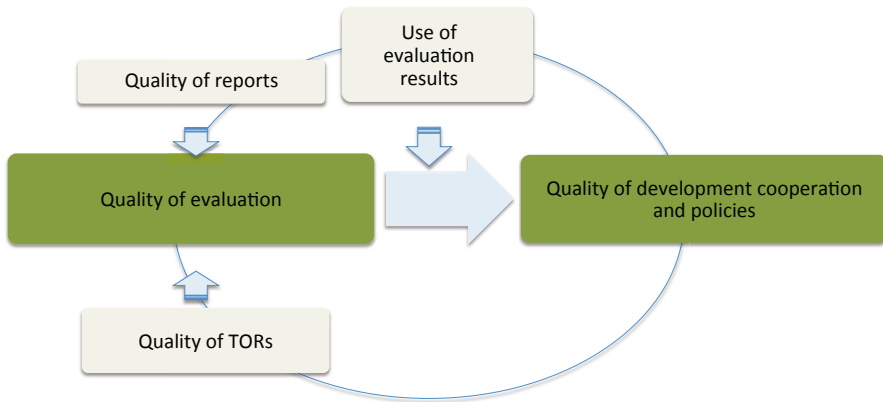 Use of
evaluation
results
Quality of reports
Quality of evaluation
Quality of development cooperation
and policies
Quality of TORs